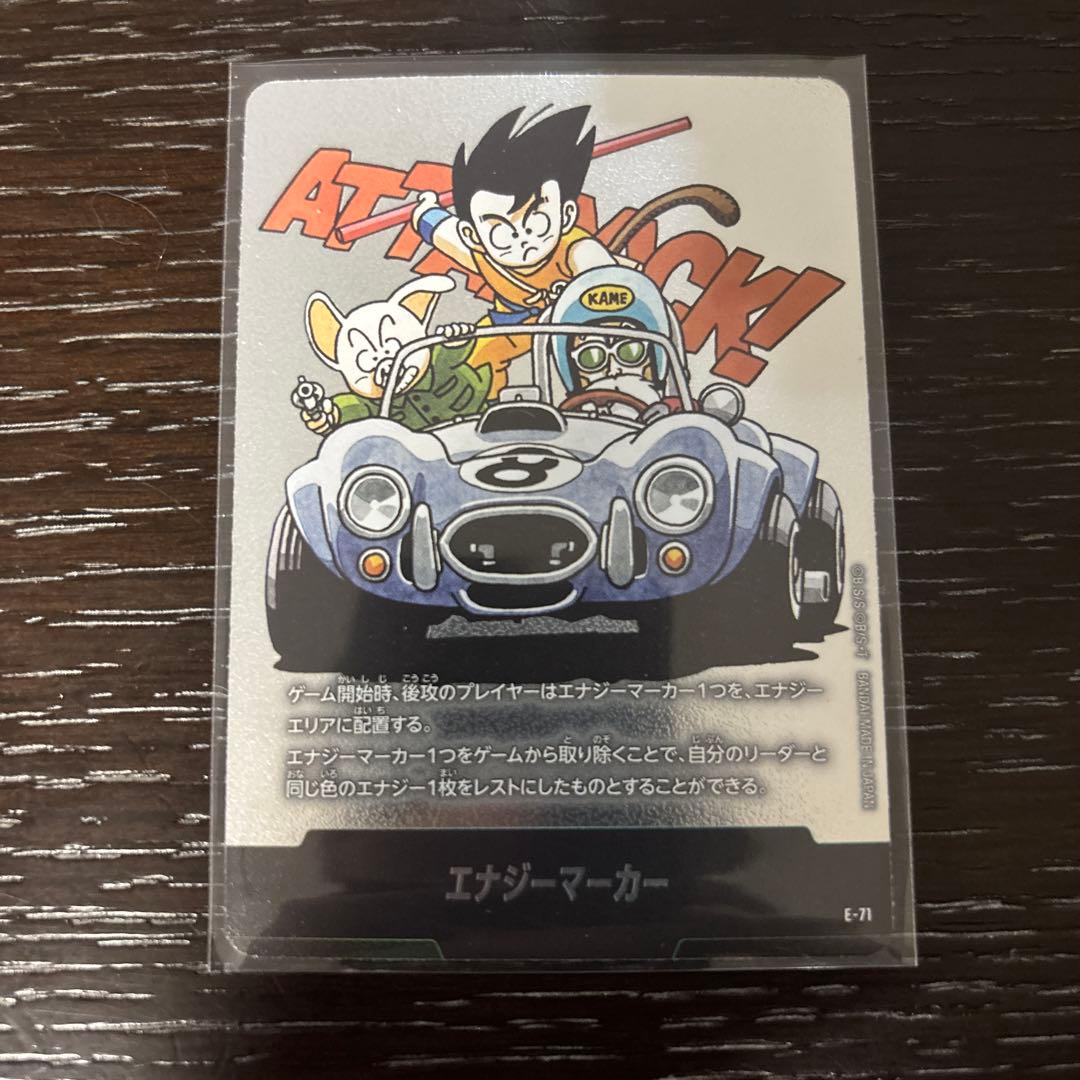 ATTACK!
KAME
8
ゲーム開始時、後攻のプレイヤーはエナジーマーカー1つを、エナジー
エリアに配置する。
エナジーマーカー1つをゲームから取り除くことで、自分のリーダーと
同じ色のエナジー1枚をレストにしたものとすることができる。
©B.S/S ©B/S・T BANDAI MADE IN JAPAN
エナジーマーカー
E-71